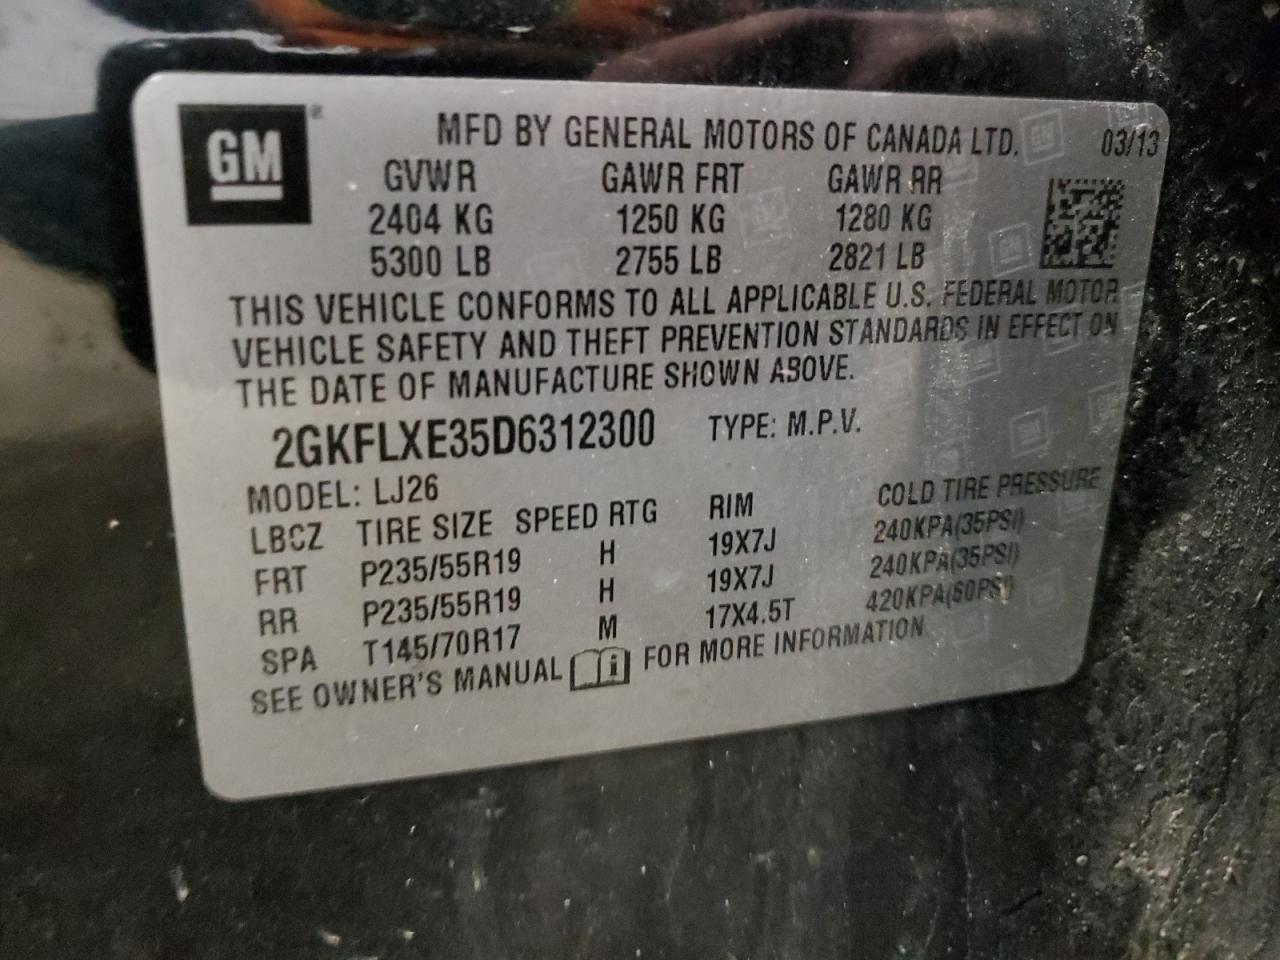 GM
MFD BY GENERAL MOTORS OF CANADA LTD. 03/13
GVWR GAWR FRT GAWR RR
2404 KG 1250 KG 1280 KG
5300 LB 2755 LB 2821 LB
THIS VEHICLE CONFORMS TO ALL APPLICABLE U.S. FEDERAL MOTOR
VEHICLE SAFETY AND THEFT PREVENTION STANDARDS IN EFFECT ON
THE DATE OF MANUFACTURE SHOWN ABOVE.
2GKFLXE35D6312300 TYPE: M.P.V.
MODEL: LJ26
LBCZ TIRE SIZE SPEED RTG RIM COLD TIRE PRESSURE
FRT P235/55R19 H 19X7J 240KPA(35PSI)
RR P235/55R19 H 19X7J 240KPA(35PSI)
SPA T145/70R17 M 17X4.5T 420KPA(60PSI)
SEE OWNER'S MANUAL i FOR MORE INFORMATION